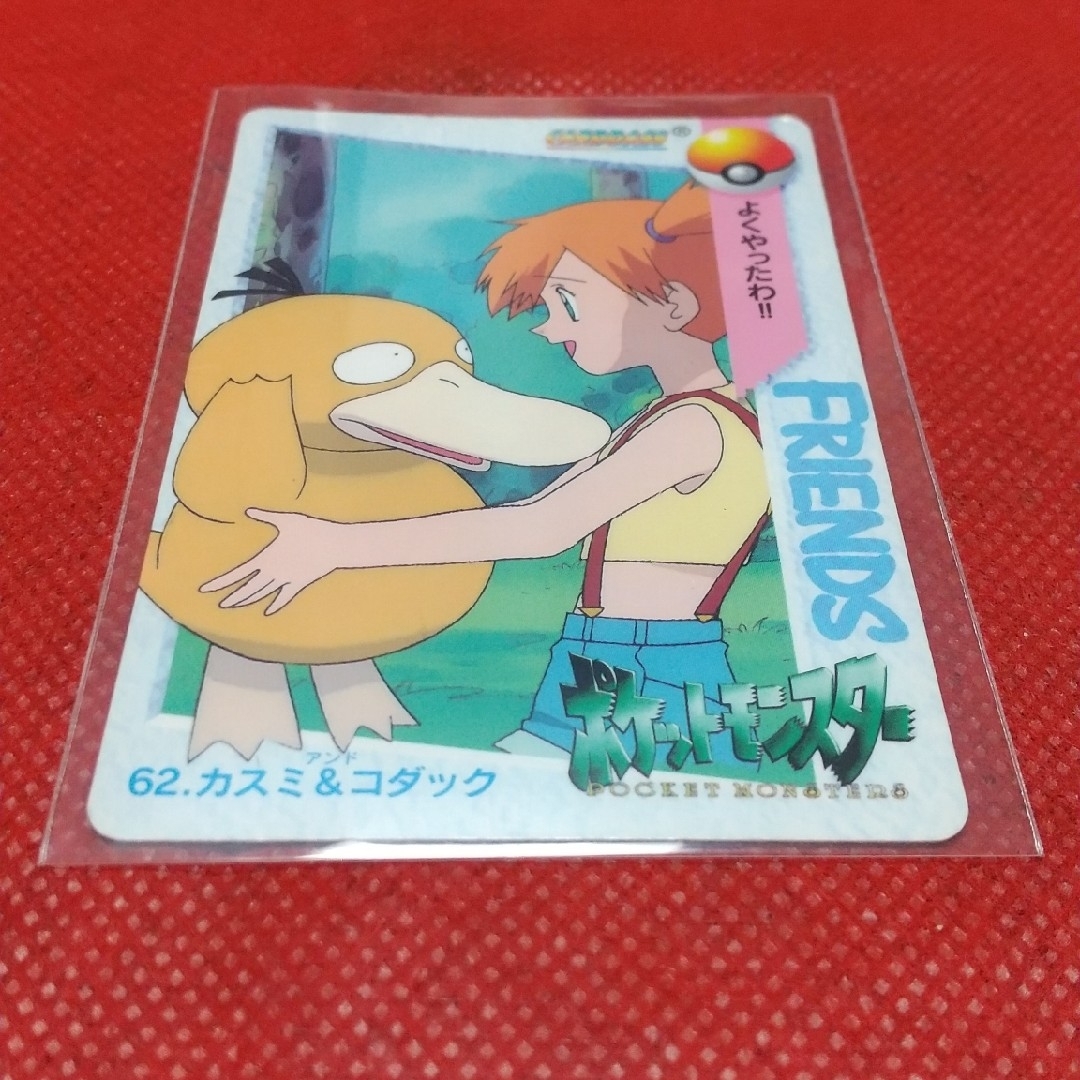 CARDDASS®
よくやったわ!!
FRIENDS
ポケットモンスター
POCKET MONSTERS
アンド
62.カスミ&コダック